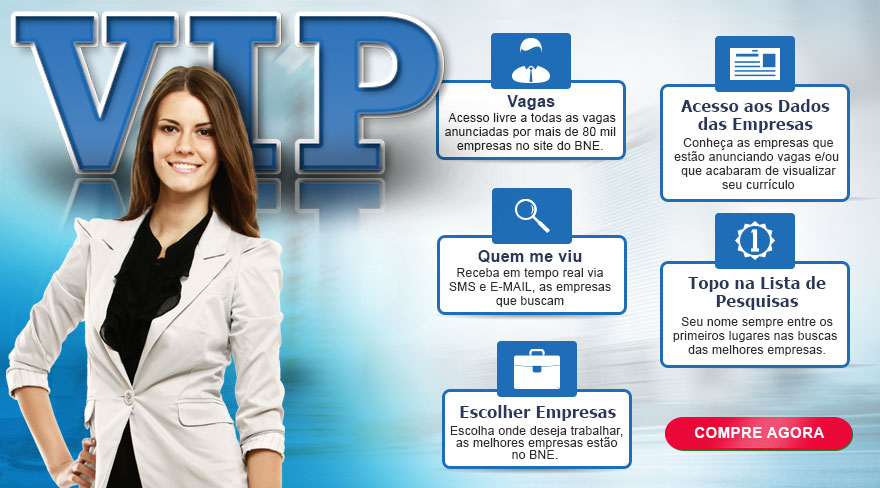 VIP
Vagas
Acesso livre a todas as vagas
anunciadas por mais de 80 mil
empresas no site do BNE.
Quem me viu
Receba em tempo real via
SMS e E-MAIL, as empresas
que buscam
Escolher Empresas
Escolha onde deseja trabalhar,
as melhores empresas estão
no BNE.
Acesso aos Dados
das Empresas
Conheça as empresas que
estão anunciando vagas e/ou
que acabaram de visualizar
seu currículo
1
Topo na Lista de
Pesquisas
Seu nome sempre entre os
primeiros lugares nas buscas
das melhores empresas.
COMPRE AGORA